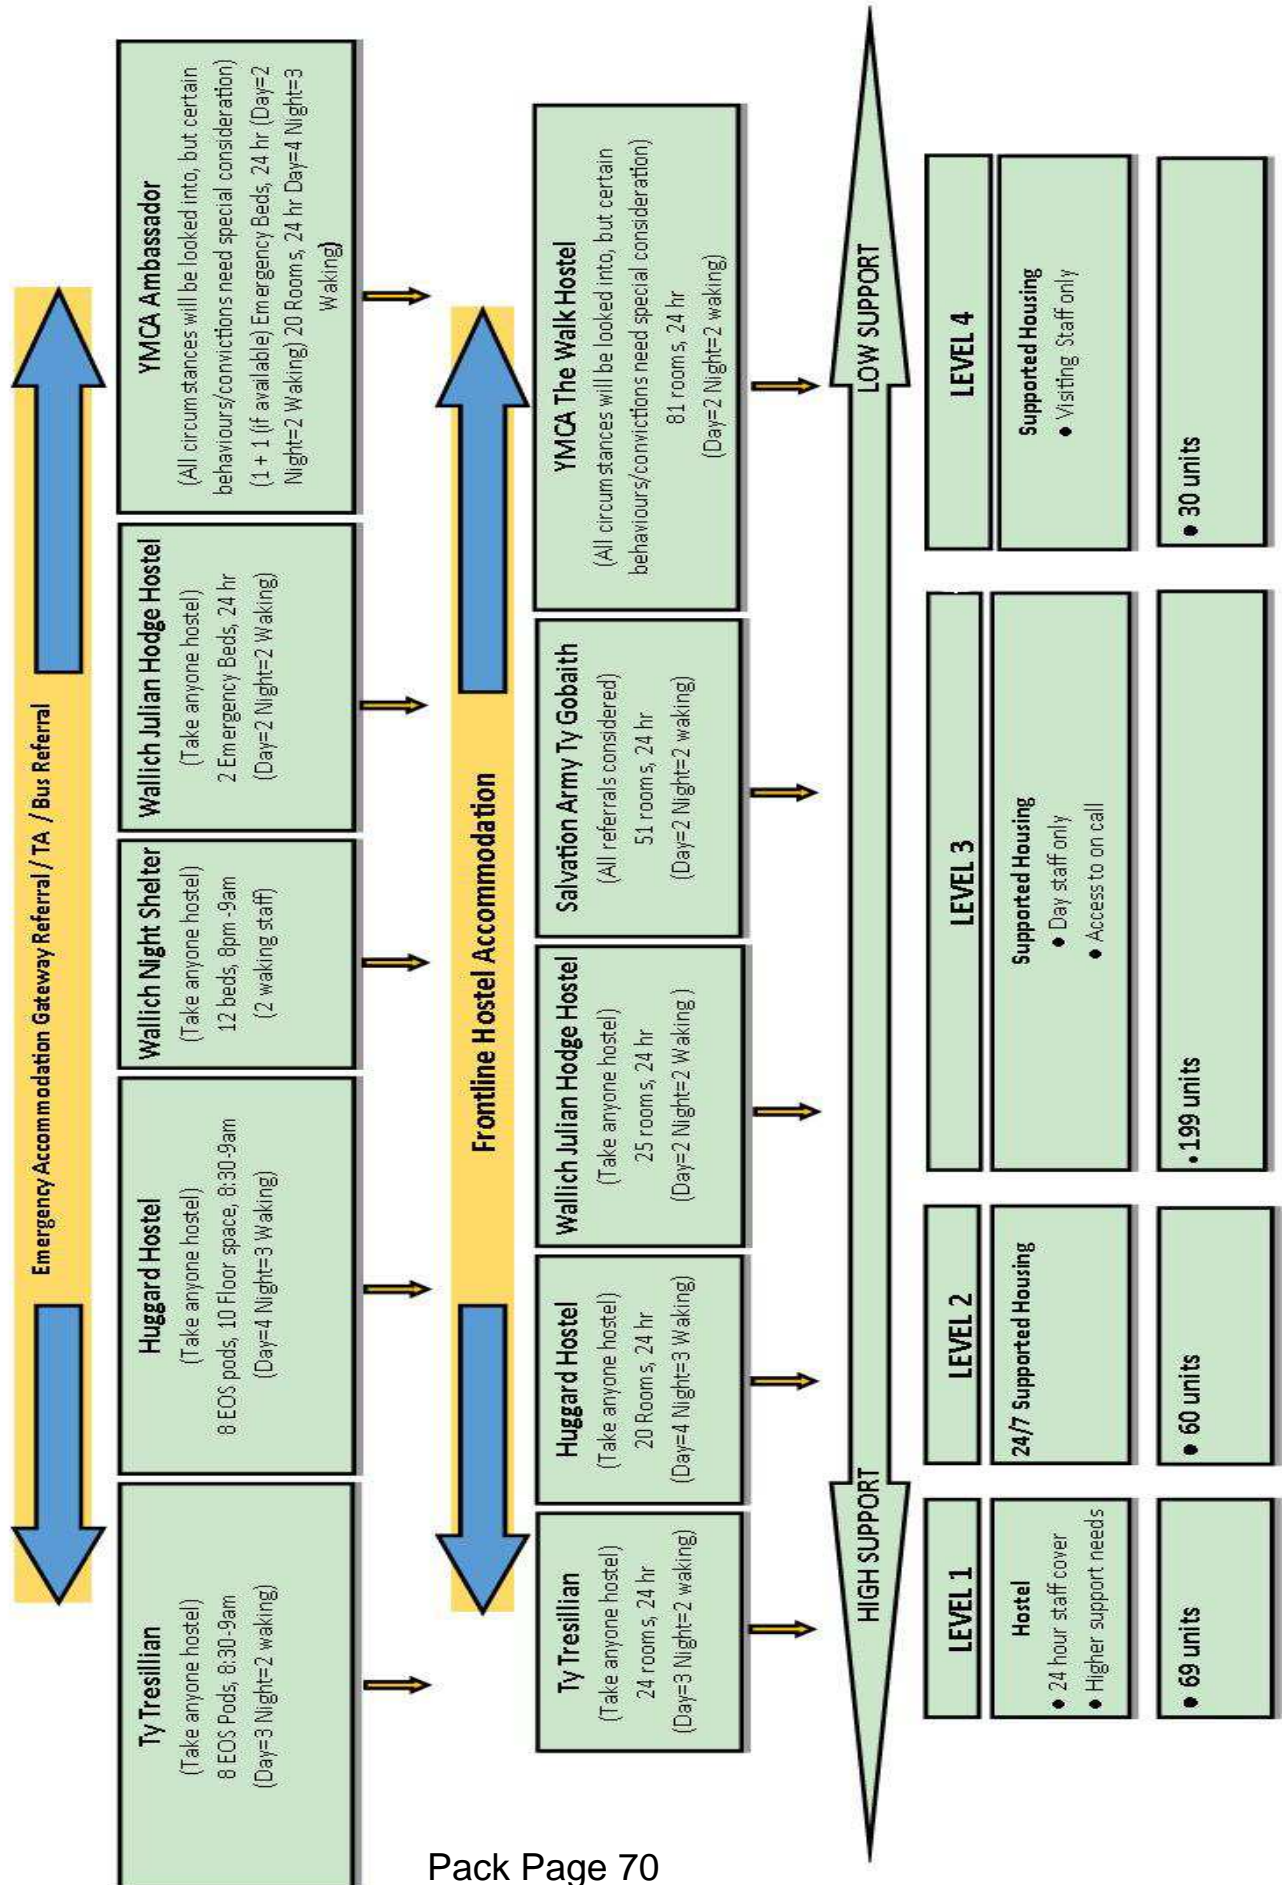 Emergency Accommodation Gateway Referral / TA / Bus Referral
Ty Tresillian
(Take anyone hostel)
8 EOS Pods, 8:30-9am
(Day=3 Night=2 waking)
Huggard Hostel
(Take anyone hostel)
8 EOS pods, 10 Floor space, 8:30-9am
(Day=4 Night=3 Waking)
Wallich Night Shelter
(Take anyone hostel)
12 beds, 8pm -9am
(2 waking staff)
Wallich Julian Hodge Hostel
(Take anyone hostel)
2 Emergency Beds, 24 hr
(Day=2 Night=2 Waking)
YMCA Ambassador
(All circumstances will be looked into, but certain
behaviours/convictions need special consideration)
(1 + 1 (if available) Emergency Beds, 24 hr (Day=2
Night=2 Waking) 20 Rooms, 24 hr Day=4 Night=3
Waking)
Frontline Hostel Accommodation
Ty Tresillian
(Take anyone hostel)
24 rooms, 24 hr
(Day=3 Night=2 waking)
Huggard Hostel
(Take anyone hostel)
20 Rooms, 24 hr
(Day=4 Night=3 Waking)
Wallich Julian Hodge Hostel
(Take anyone hostel)
25 rooms, 24 hr
(Day=2 Night=2 Waking )
Salvation Army Ty Gobaith
(All referrals considered)
51 rooms, 24 hr
(Day=2 Night=2 waking)
YMCA The Walk Hostel
(All circumstances will be looked into, but certain
behaviours/convictions need special consideration)
81 rooms, 24 hr
(Day=2 Night=2 waking)
HIGH SUPPORT
LOW SUPPORT
LEVEL 1
Hostel
• 24 hour staff cover
• Higher support needs
• 69 units
LEVEL 2
24/7 Supported Housing
• 60 units
LEVEL 3
Supported Housing
• Day staff only
• Access to on call
•199 units
LEVEL 4
Supported Housing
• Visiting Staff only
• 30 units
Pack Page 70